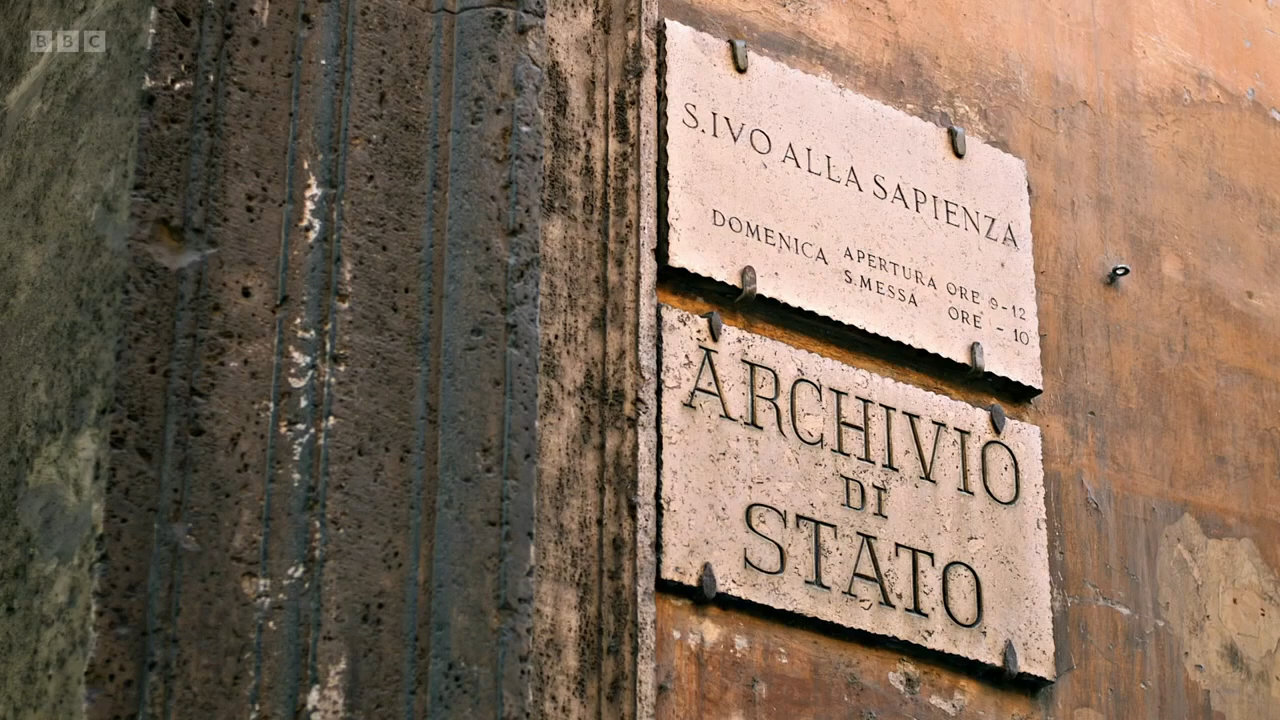 BBC
S. IVO ALLA SAPIENZA
DOMENICA APERTURA ORE 9-12
S. MESSA ORE - 10
ARCHIVIO
DI
STATO